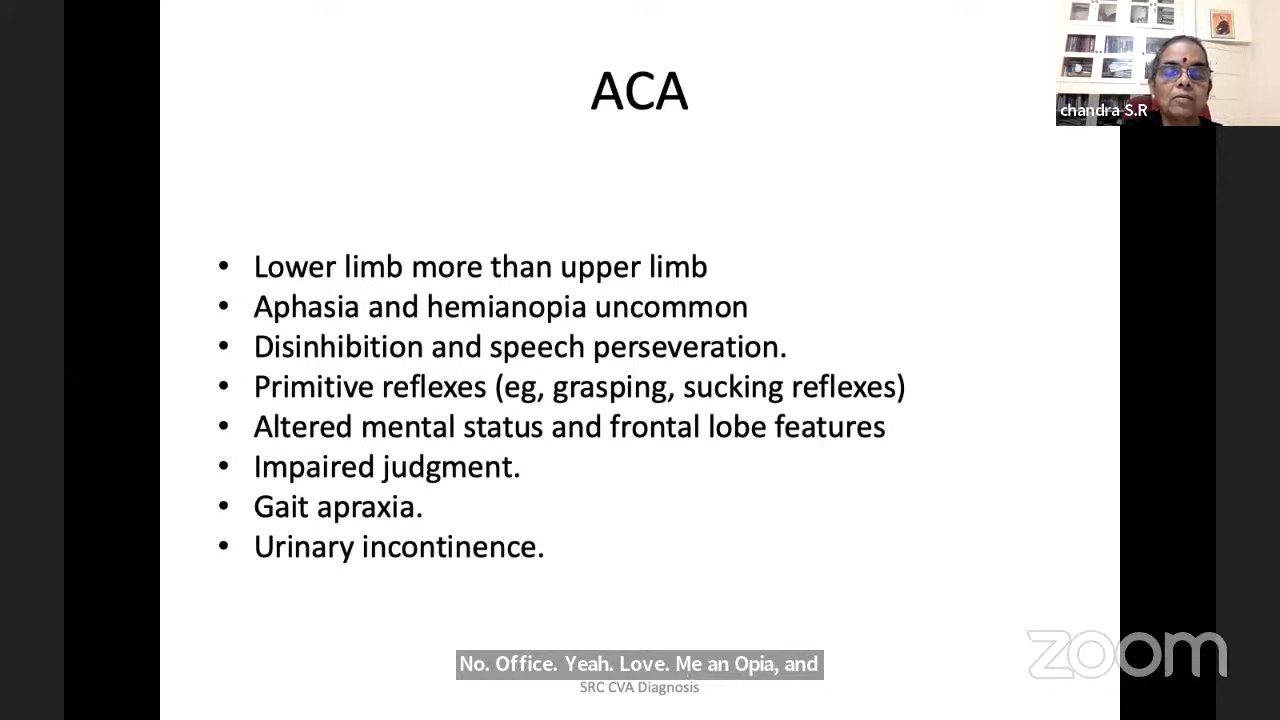 ACA
chandra S.R
• Lower limb more than upper limb
• Aphasia and hemianopia uncommon
• Disinhibition and speech perseveration.
• Primitive reflexes (eg, grasping, sucking reflexes)
• Altered mental status and frontal lobe features
• Impaired judgment.
• Gait apraxia.
• Urinary incontinence.
No. Office. Yeah. Love. Me an Opia, and
SRC CVA Diagnosis
zoom